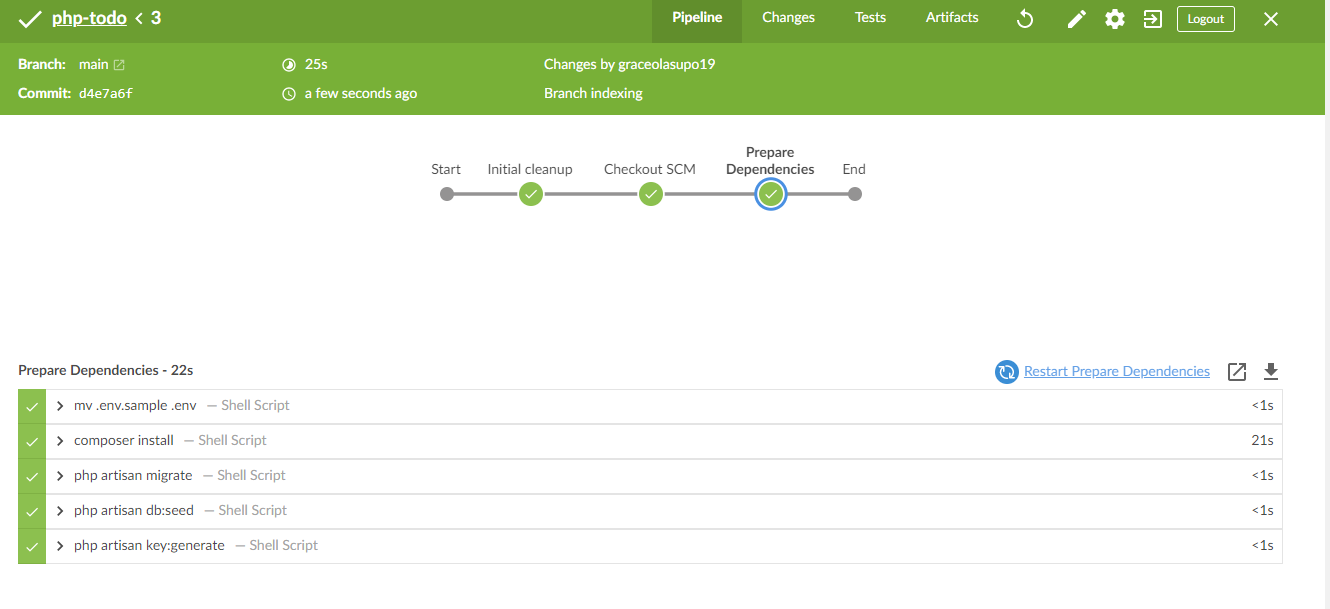 php-todo < 3
Pipeline
Changes
Tests
Artifacts
Logout
Branch: main
25s
Changes by graceolasupo19
Commit: d4e7a6f
a few seconds ago
Branch indexing
Start
Initial cleanup
Checkout SCM
Prepare
Dependencies
End
Prepare Dependencies - 22s
Restart Prepare Dependencies
mv .env.sample .env — Shell Script
<1s
composer install — Shell Script
21s
php artisan migrate — Shell Script
<1s
php artisan db:seed — Shell Script
<1s
php artisan key:generate — Shell Script
<1s